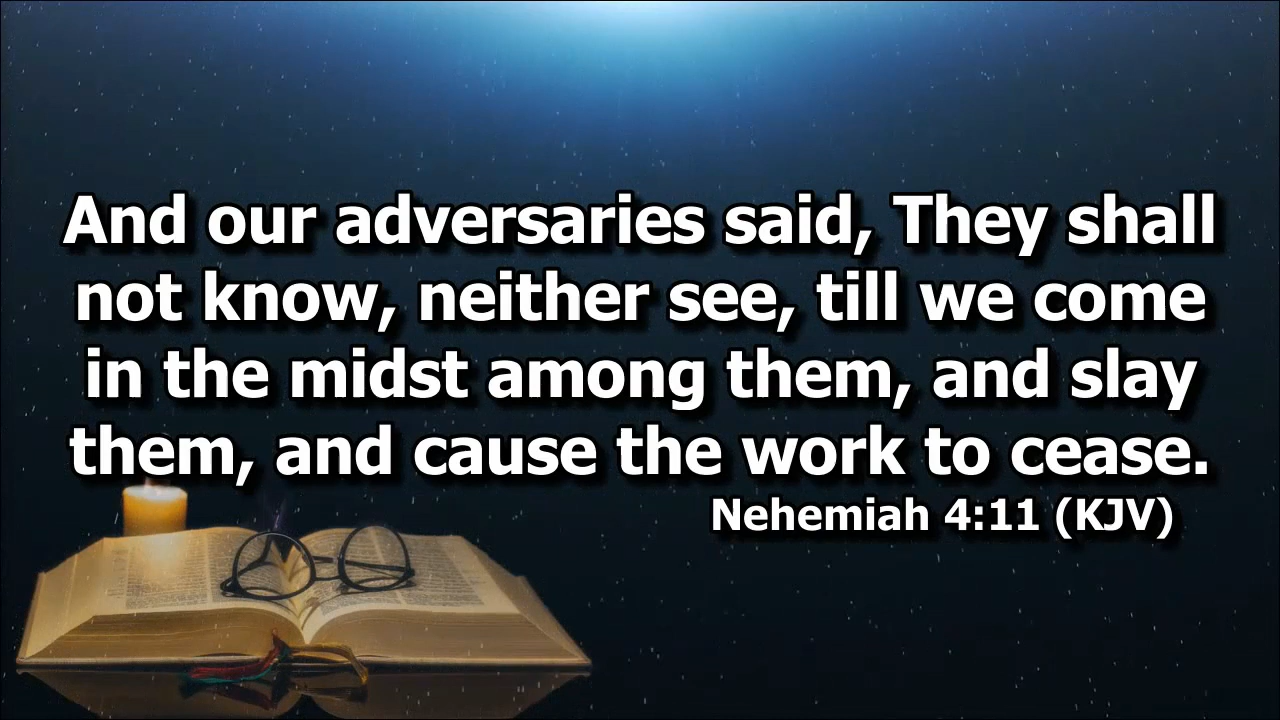 And our adversaries said, They shall
not know, neither see, till we come
in the midst among them, and slay
them, and cause the work to cease.
Nehemiah 4:11 (KJV)